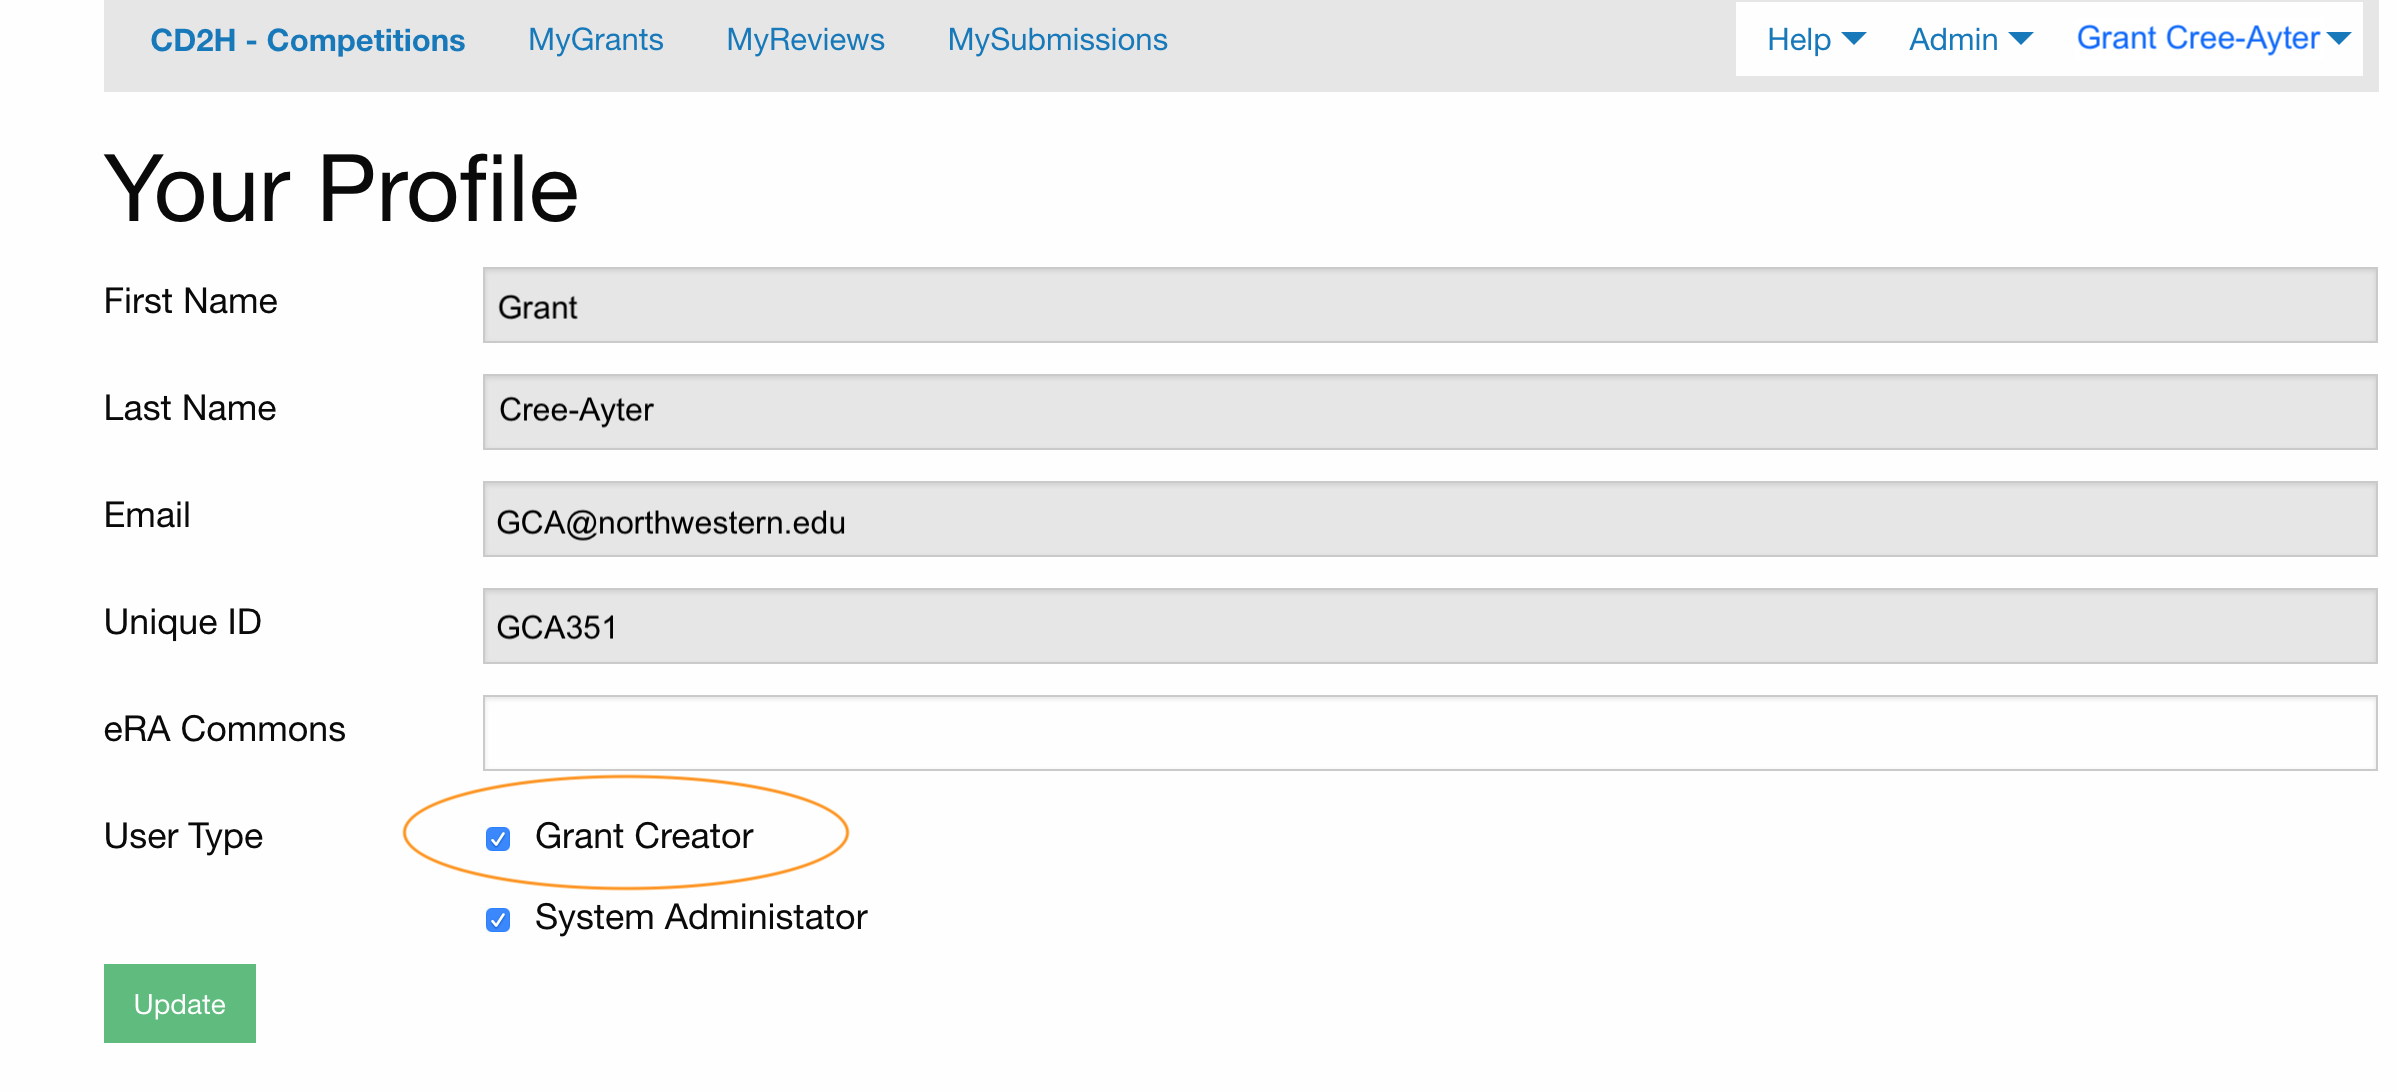 CD2H - Competitions MyGrants MyReviews MySubmissions Help Admin Grant Cree-Ayter
Your Profile
First Name Grant
Last Name Cree-Ayter
Email GCA@northwestern.edu
Unique ID GCA351
eRA Commons
User Type Grant Creator
System Administator
Update